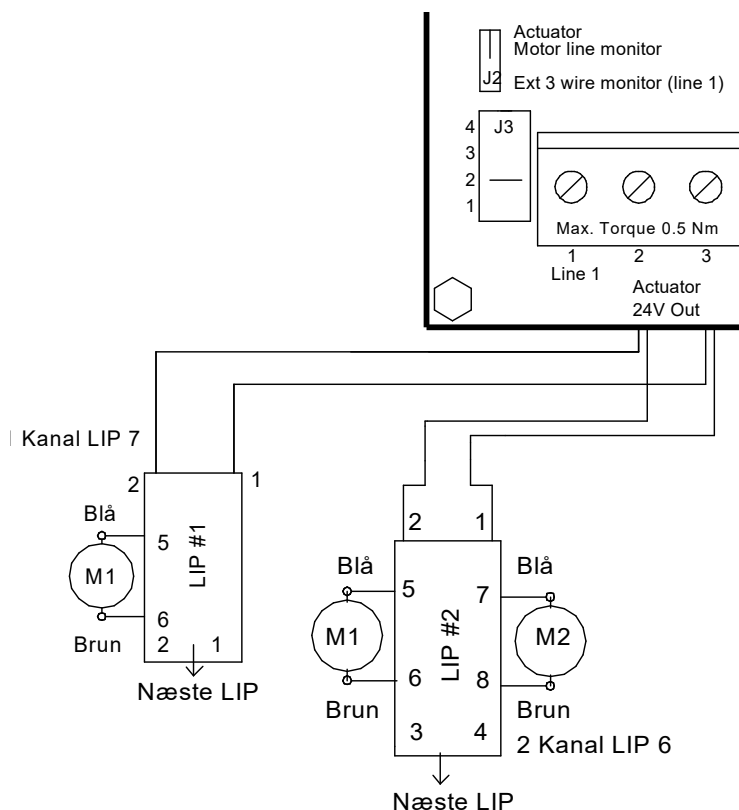 Actuator
Motor line monitor
J2 Ext 3 wire monitor (line 1)
4 J3
3
2
1
Max. Torque 0.5 Nm
1 2 3
Line 1
Actuator
24V Out
Kanal LIP 7
2 1
Blå
5
M1
LIP #1
6
Brun
2 1
Næste LIP
2 1
Blå
5
M1
LIP #2
7
Blå
M2
6
Brun
8
Brun
3 4
2 Kanal LIP 6
Næste LIP